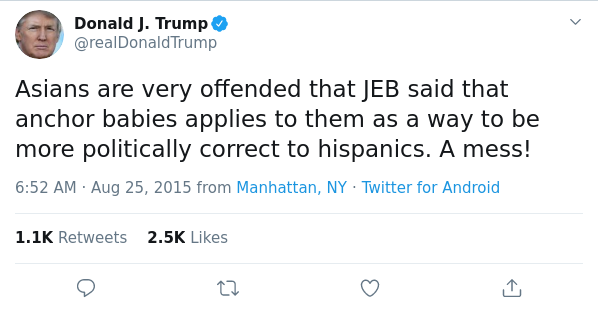 Donald J. Trump
@realDonaldTrump
Asians are very offended that JEB said that
anchor babies applies to them as a way to be
more politically correct to hispanics. A mess!
6:52 AM · Aug 25, 2015 from Manhattan, NY · Twitter for Android
1.1K Retweets 2.5K Likes